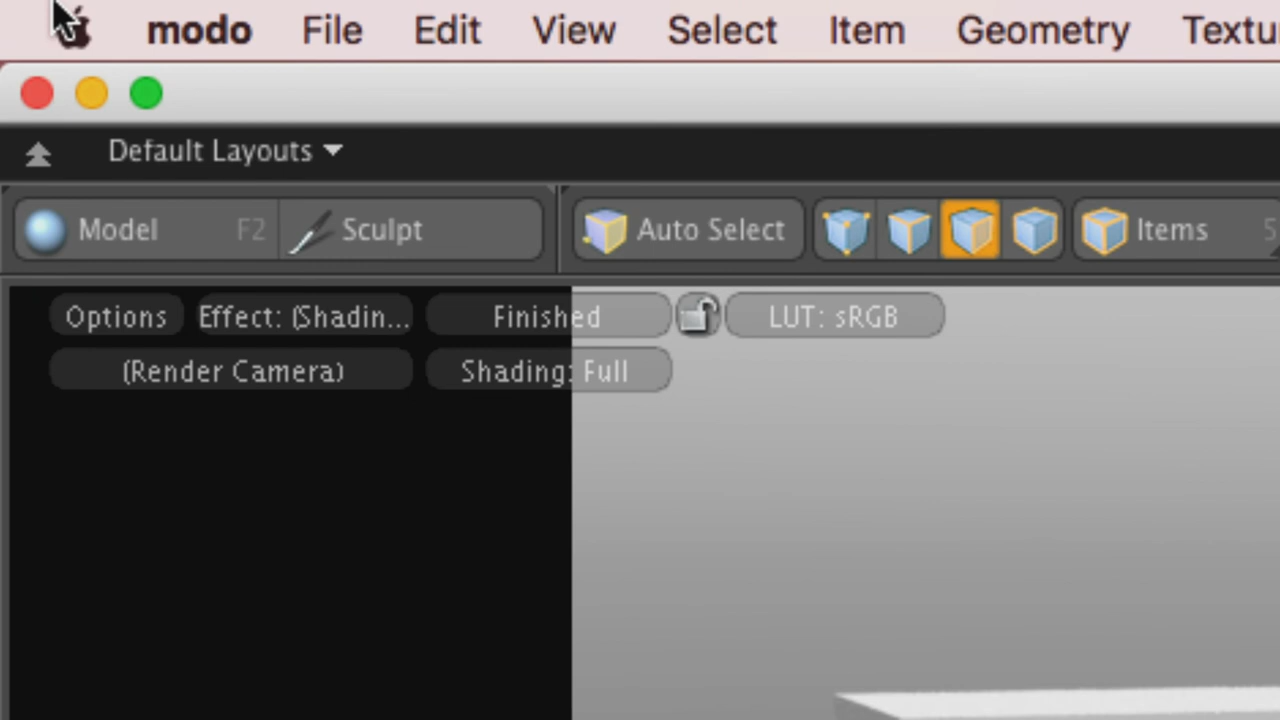 modo File Edit View Select Item Geometry Textu
Default Layouts
Model F2 Sculpt Auto Select Items 5
Options Effect: (Shadin... Finished LUT: sRGB
(Render Camera) Shading: Full